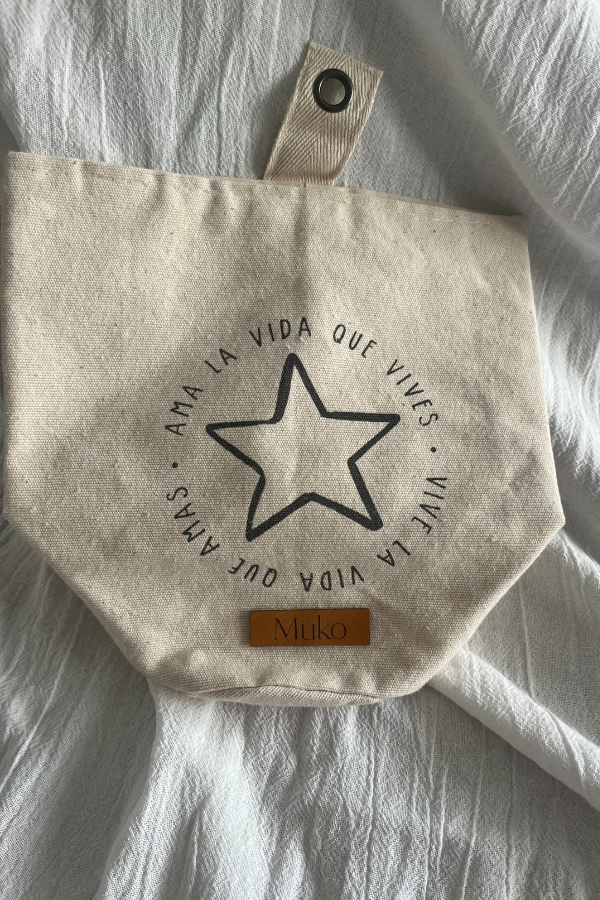 AMA LA VIDA QUE VIVES • VIVE LA VIDA QUE AMAS •
Muko